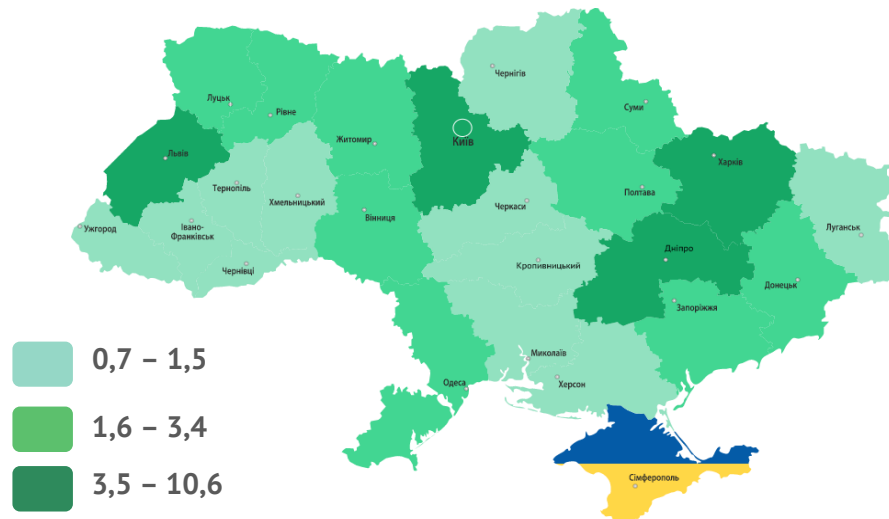 Чернігів
Луцьк
Рівне
Суми
Житомир
Київ
Львів
Харків
Тернопіль
Хмельницький
Полтава
Вінниця
Черкаси
Ужгород
Івано-
Франківськ
Луганськ
Чернівці
Дніпро
Кропивницький
Донецьк
Запоріжжя
Миколаїв
Одеса
Херсон
Сімферополь
0,7 – 1,5
1,6 – 3,4
3,5 – 10,6